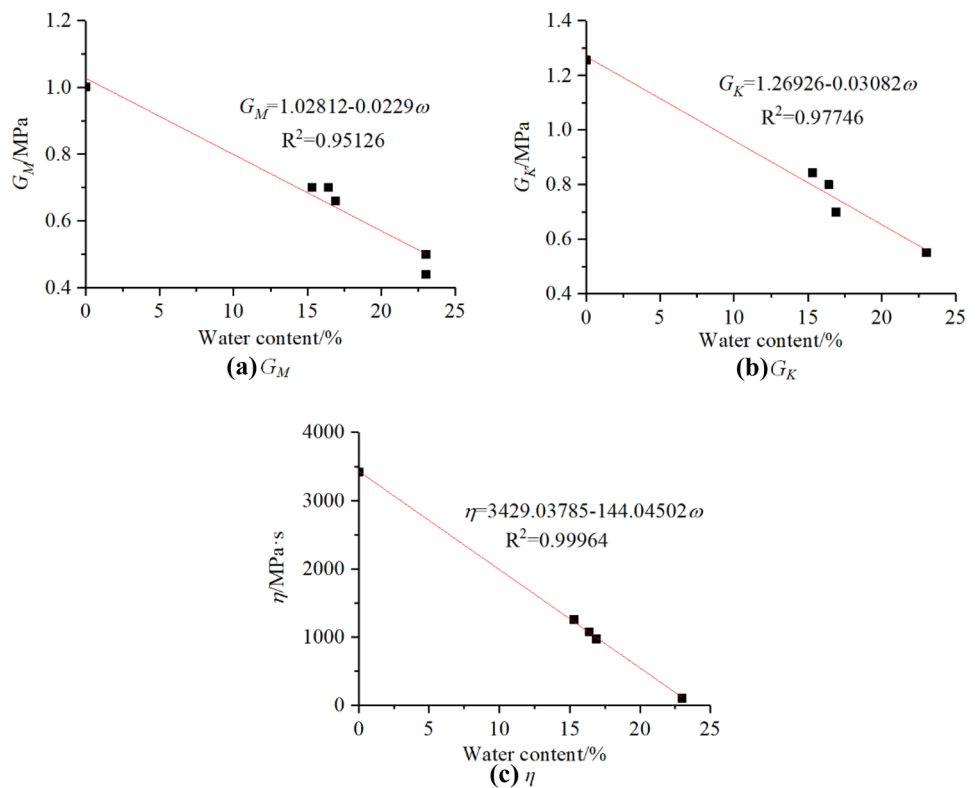 1.2
1.0
0.8
0.6
0.4
G_M/MPa
G_M=1.02812-0.0229ω
R²=0.95126
0 5 10 15 20 25
Water content/%
(a) G_M
1.4
1.2
1.0
0.8
0.6
0.4
G_K/MPa
G_K=1.26926-0.03082ω
R²=0.97746
0 5 10 15 20 25
Water content/%
(b) G_K
4000
3000
2000
1000
0
η/MPa·s
η=3429.03785-144.04502ω
R²=0.99964
0 5 10 15 20 25
Water content/%
(c) η